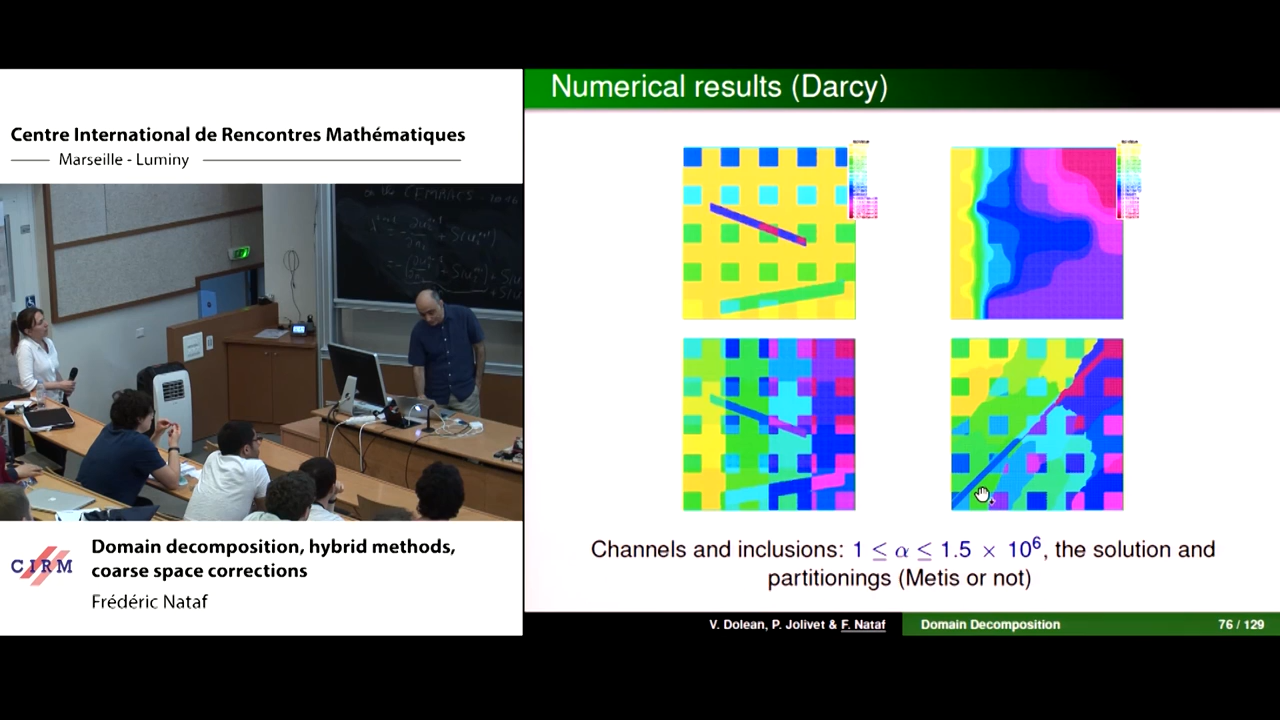 Centre International de Rencontres Mathématiques
Marseille - Luminy
CIRM
Domain decomposition, hybrid methods,
coarse space corrections
Frédéric Nataf
Numerical results (Darcy)
Channels and inclusions: 1 ≤ α ≤ 1.5 × 10⁶, the solution and
partitionings (Metis or not)
V. Dolean, P. Jolivet & F. Nataf
Domain Decomposition
76 / 129